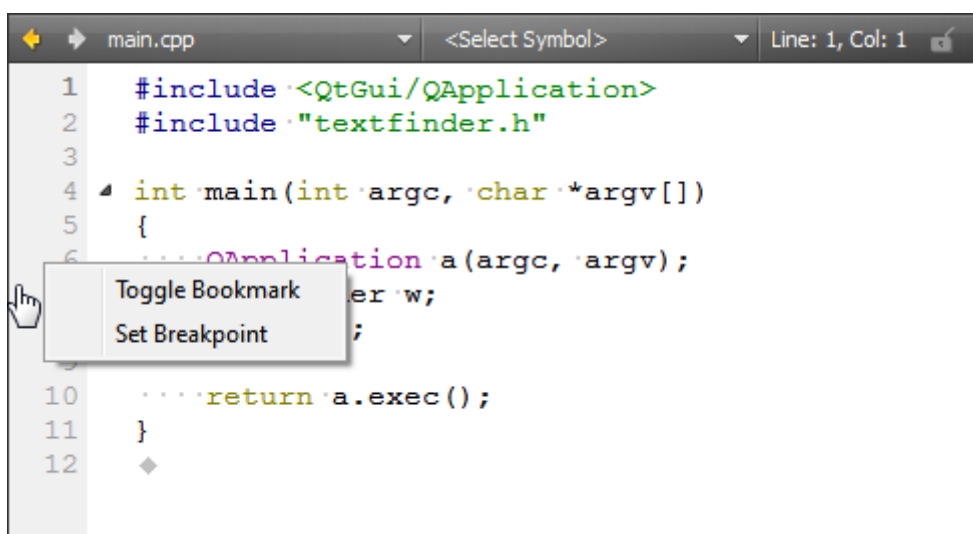 main.cpp <Select Symbol> Line: 1, Col: 1
1 #include <QtGui/QApplication>
2 #include "textfinder.h"
3
4 int main(int argc, char *argv[])
5 {
6 QApplication a(argc, argv);
Toggle Bookmark er w;
Set Breakpoint ;
10 return a.exec();
11 }
12